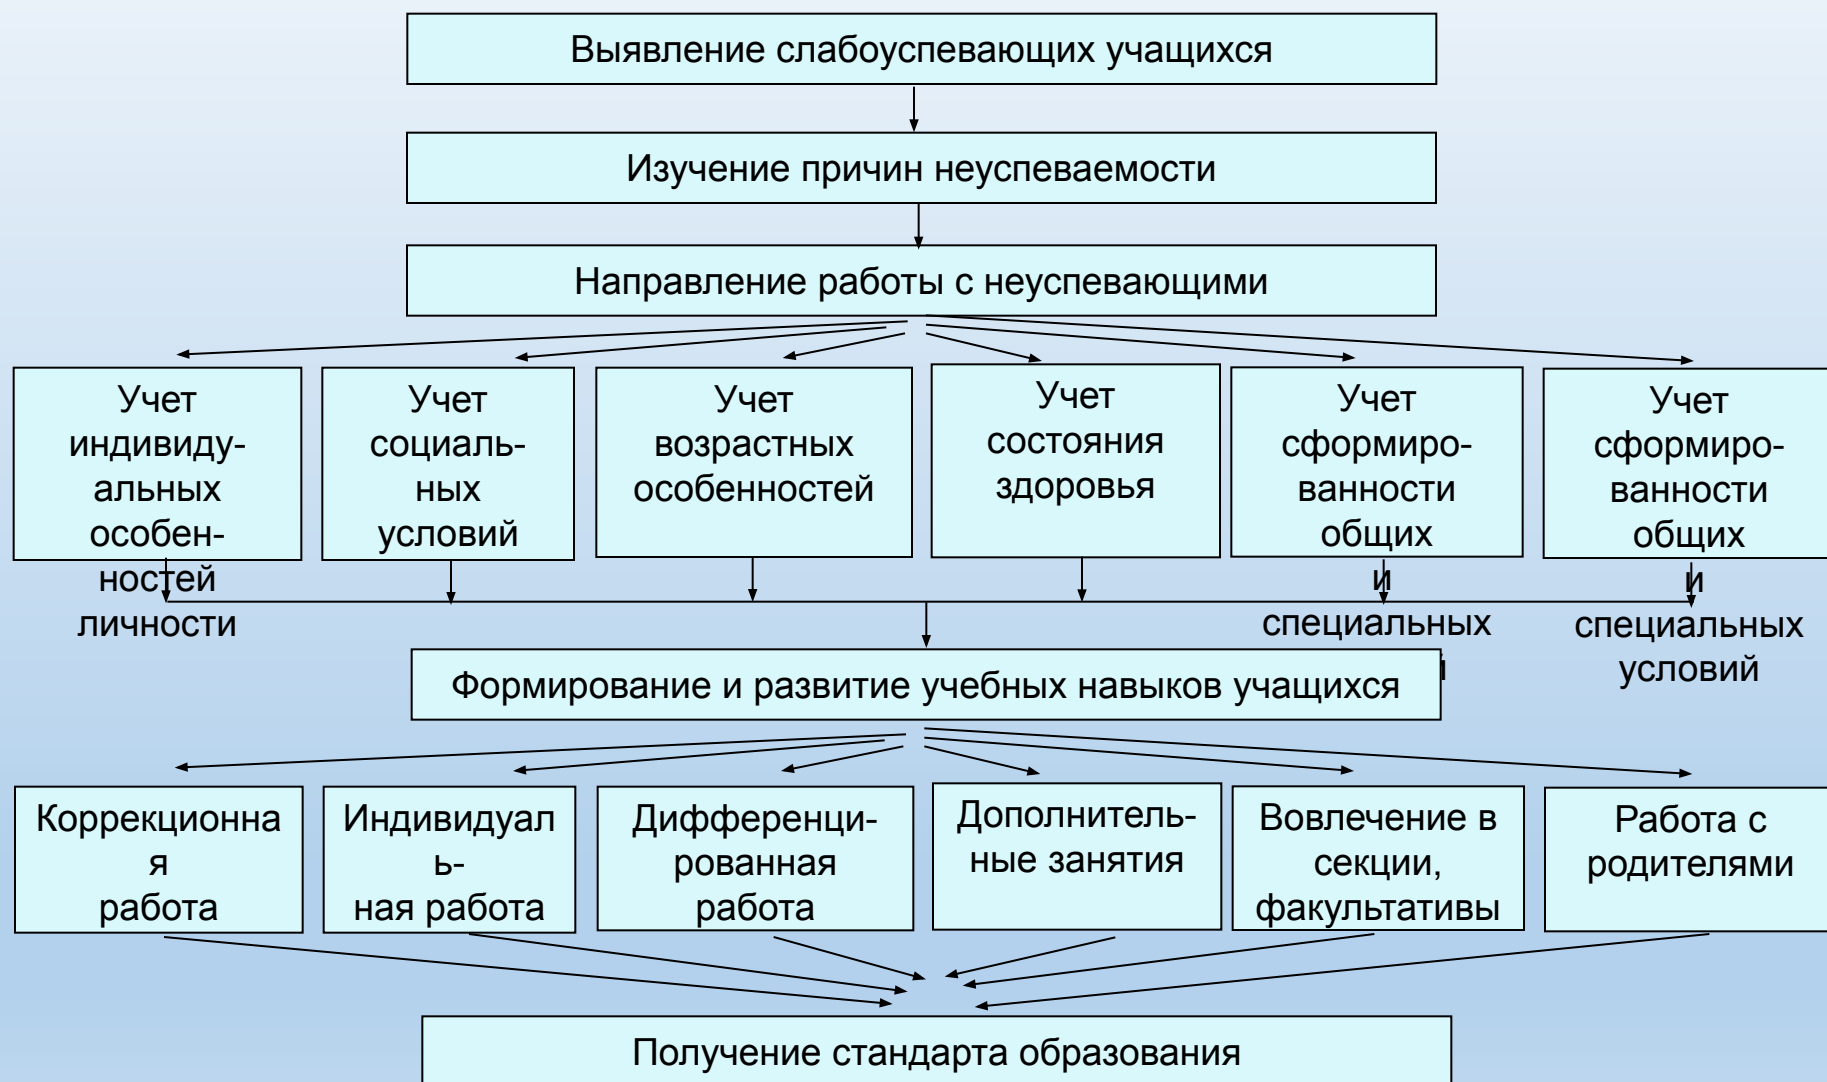 Выявление слабоуспевающих учащихся
Изучение причин неуспеваемости
Направление работы с неуспевающими
Учет
индивиду-
альных
особен-
ностей
личности
Учет
социаль-
ных
условий
Учет
возрастных
особенностей
Учет
состояния
здоровья
Учет
сформиро-
ванности
общих
и
специальных
Учет
сформиро-
ванности
общих
и
специальных
условий
Формирование и развитие учебных навыков учащихся
Коррекционна
я
работа
Индивидуал
ь-
ная работа
Дифференци-
рованная
работа
Дополнитель-
ные занятия
Вовлечение в
секции,
факультативы
Работа с
родителями
Получение стандарта образования